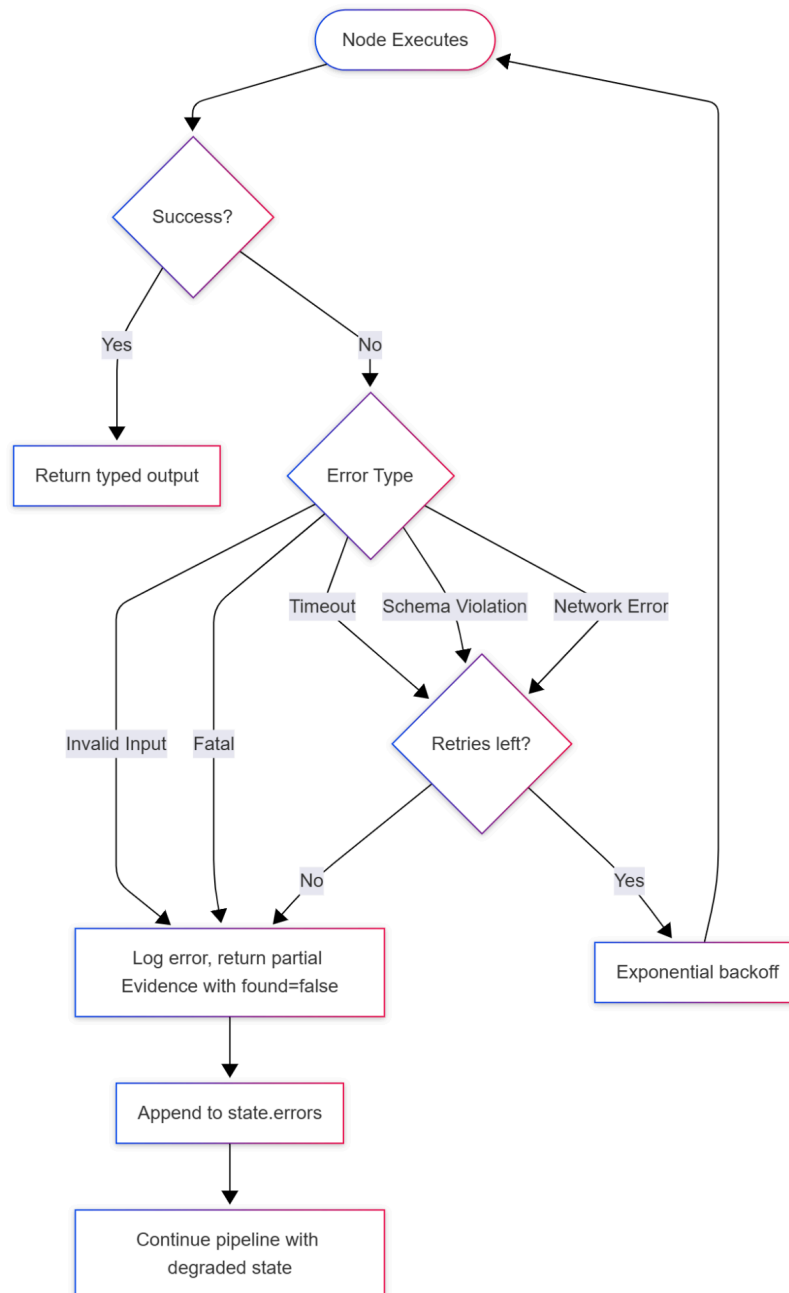 Node Executes
Success?
Yes
No
Return typed output
Error Type
Timeout
Schema Violation
Network Error
Invalid Input
Fatal
Retries left?
No
Yes
Log error, return partial
Evidence with found=false
Exponential backoff
Append to state.errors
Continue pipeline with
degraded state